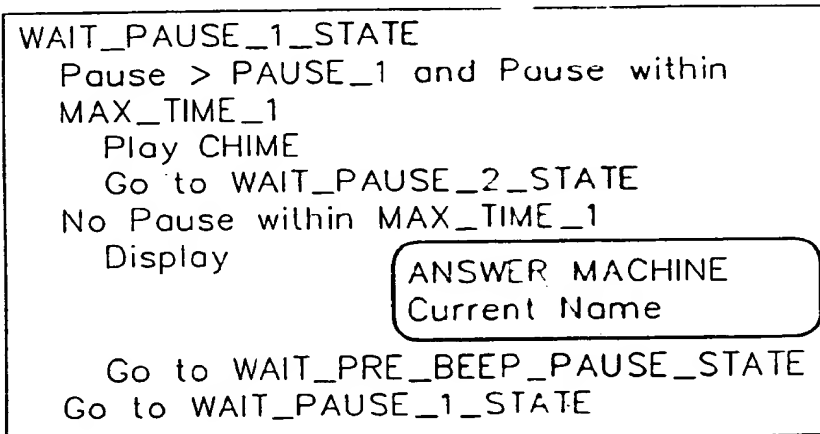 WAIT_PAUSE_1_STATE
Pause > PAUSE_1 and Pause within
MAX_TIME_1
Play CHIME
Go to WAIT_PAUSE_2_STATE
No Pause within MAX_TIME_1
Display
ANSWER MACHINE
Current Name
Go to WAIT_PRE_BEEP_PAUSE_STATE
Go to WAIT_PAUSE_1_STATE